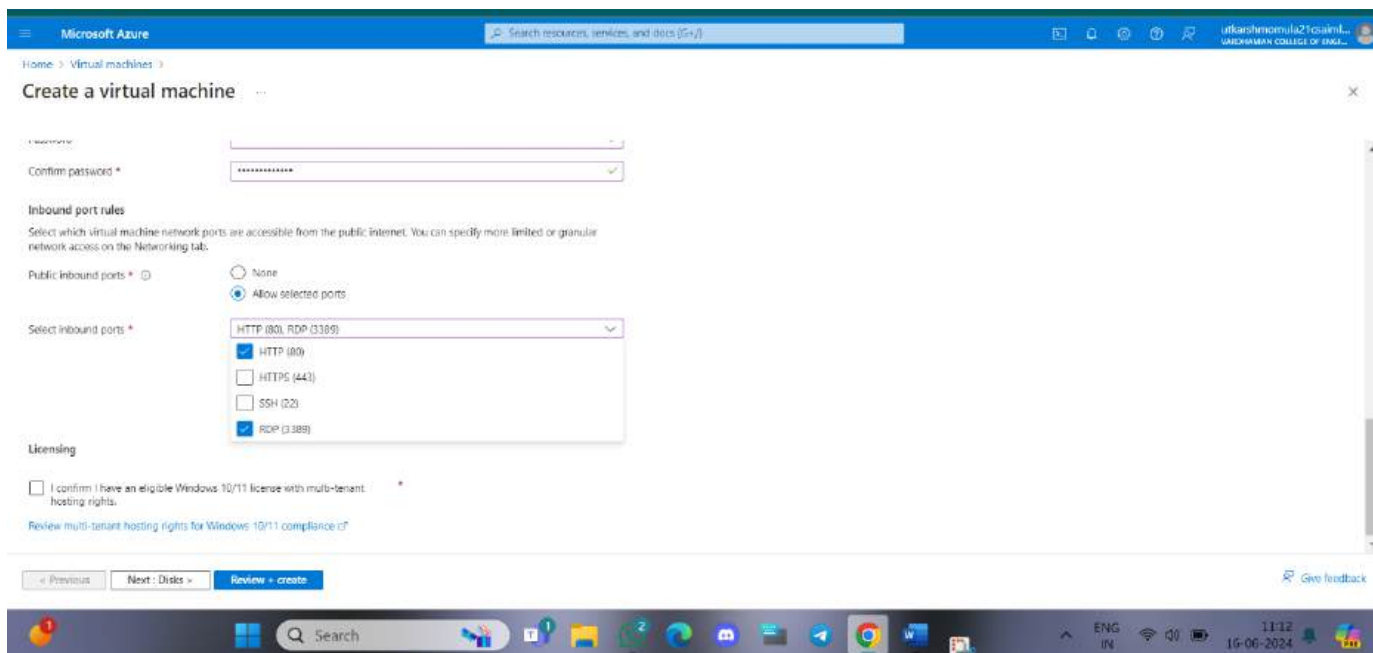 Microsoft Azure
Search resources, services, and docs (G+/)
utkarshmomula21csaiml...
VARDHAMAN COLLEGE OF ENGI...
Home > Virtual machines >
Create a virtual machine ...
Confirm password *
Inbound port rules
Select which virtual machine network ports are accessible from the public internet. You can specify more limited or granular
network access on the Networking tab.
Public inbound ports *
None
Allow selected ports
Select inbound ports *
HTTP (80), RDP (3389)
HTTP (80)
HTTPS (443)
SSH (22)
RDP (3389)
Licensing
I confirm I have an eligible Windows 10/11 license with multi-tenant *
hosting rights.
Review multi-tenant hosting rights for Windows 10/11 compliance
< Previous
Next : Disks >
Review + create
Give feedback
1
Search
1
2
ENG
IN
11:12
16-06-2024